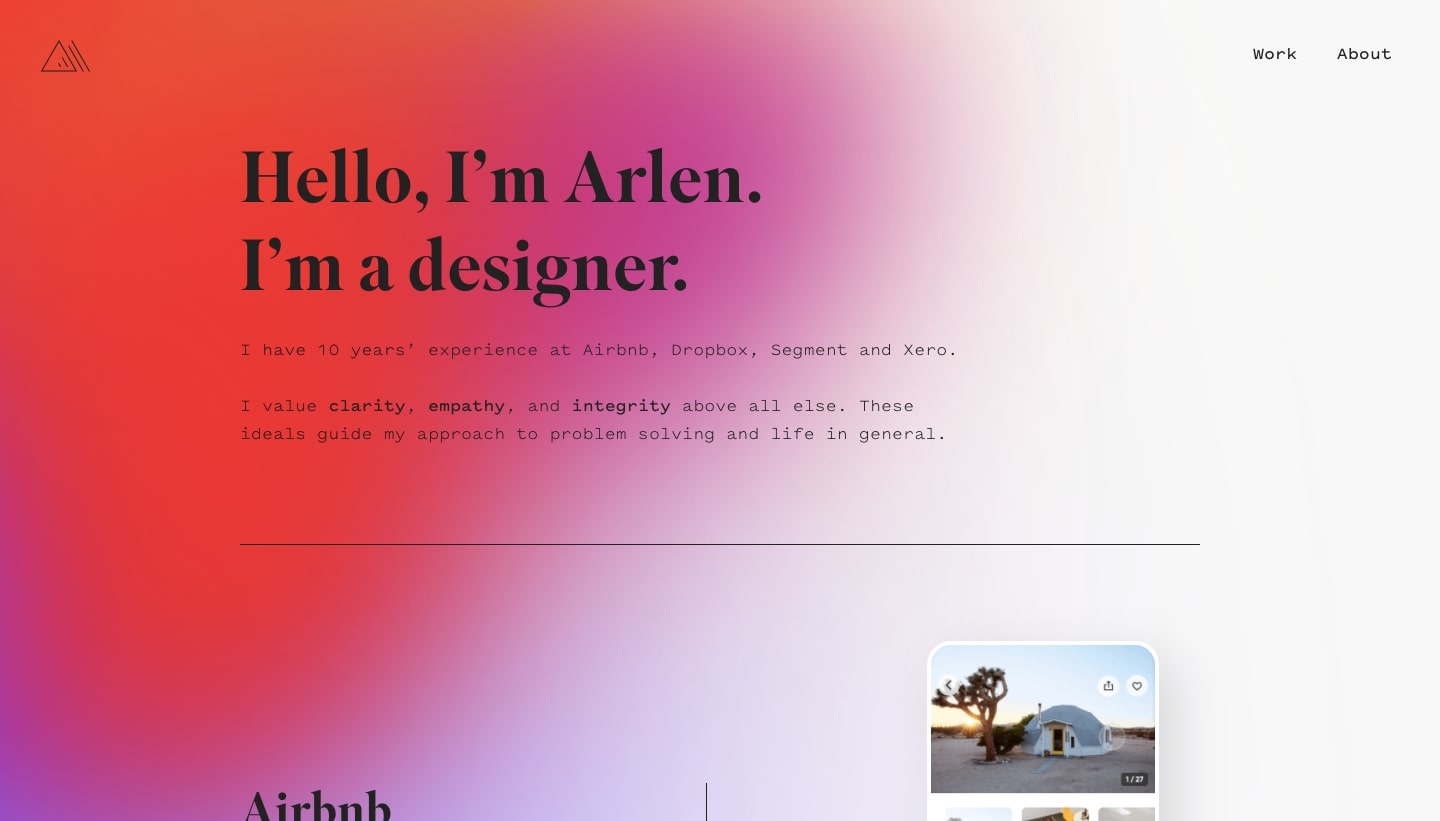 Work About
Hello, I’m Arlen.
I’m a designer.
I have 10 years’ experience at Airbnb, Dropbox, Segment and Xero.
I value clarity, empathy, and integrity above all else. These
ideals guide my approach to problem solving and life in general.
1 / 27
Airbnb